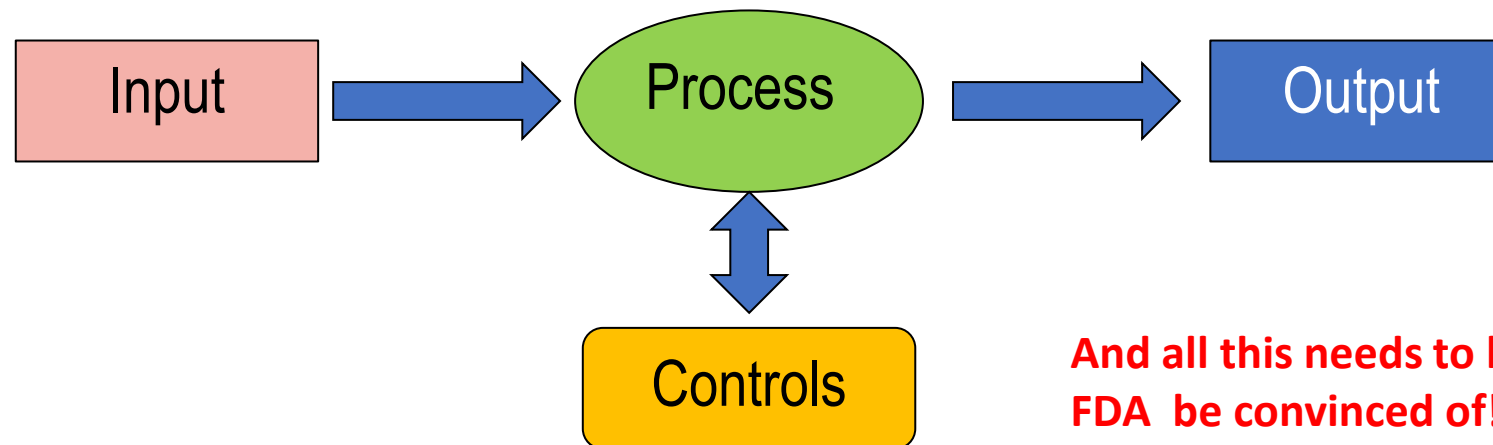 Input
Process
Output
Controls
And all this needs to
FDA be convinced of!